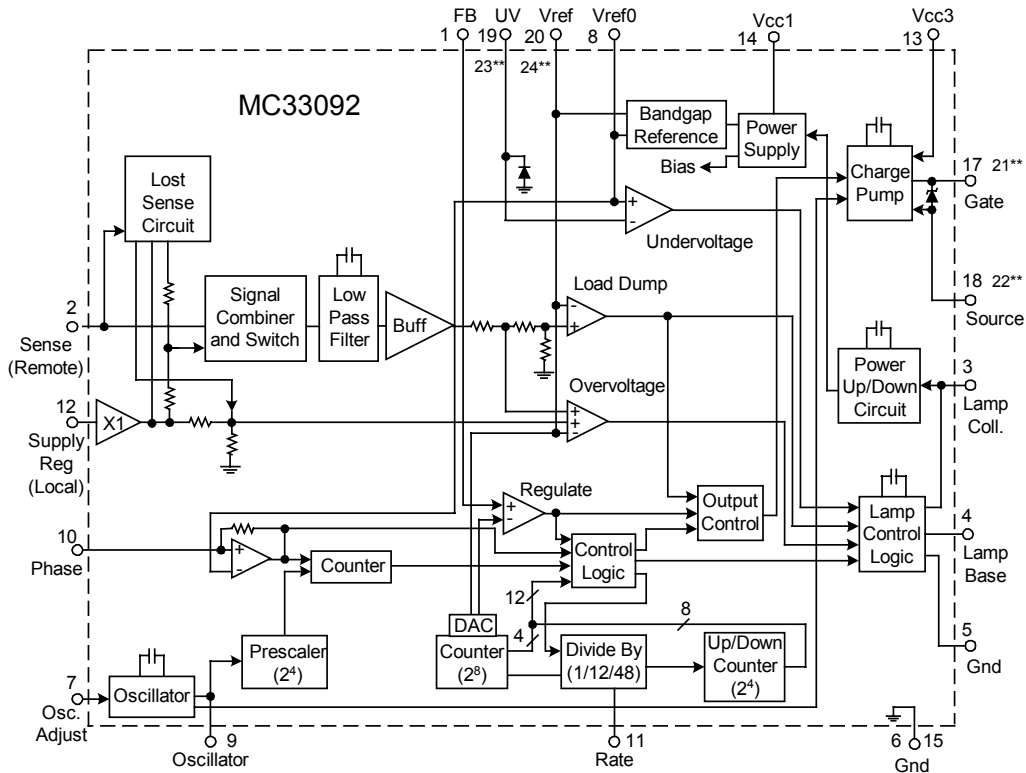 FB
UV
Vref
Vref0
Vcc1
Vcc3
1
19
20
8
14
13
23**
24**
MC33092
Bandgap
Reference
Power
Supply
Bias
Charge
Pump
17 21**
Gate
Lost
Sense
Circuit
Undervoltage
+
-
18 22**
Source
2
Sense
(Remote)
Signal
Combiner
and Switch
Low
Pass
Filter
Buff
Load Dump
-
+
Power
Up/Down
Circuit
3
Lamp
Coll.
12
Supply
Reg
(Local)
X1
Overvoltage
+
+
-
Regulate
+
-
Output
Control
Lamp
Control
Logic
4
Lamp
Base
10
Phase
+
-
Counter
Control
Logic
12
8
4
DAC
Counter
(2⁸)
Divide By
(1/12/48)
Up/Down
Counter
(2⁴)
5
Gnd
Prescaler
(2⁴)
7
Osc.
Adjust
Oscillator
9
Oscillator
11
Rate
6
15
Gnd